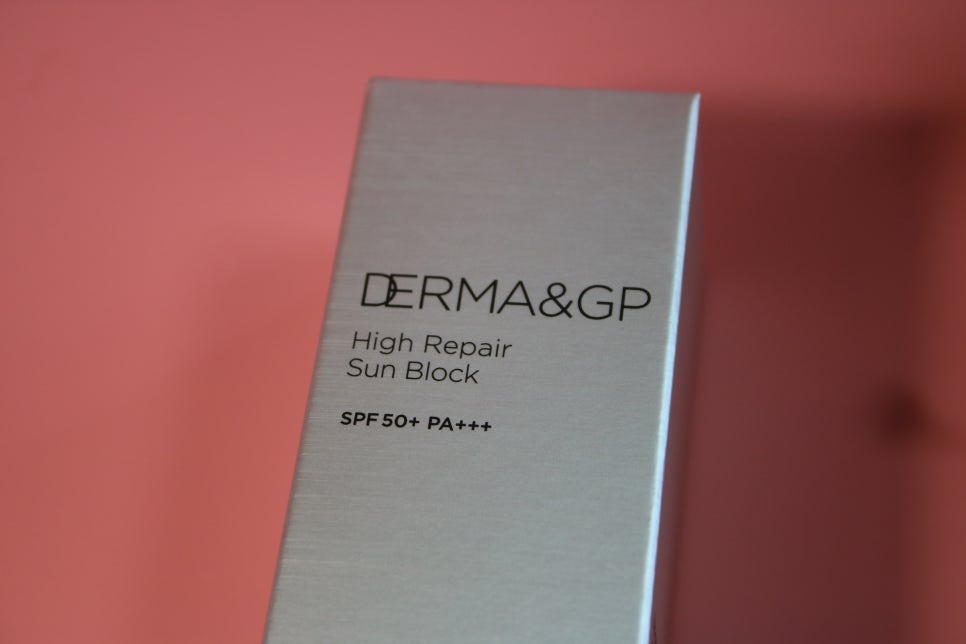 DERMA&GP
High Repair
Sun Block
SPF 50+ PA+++